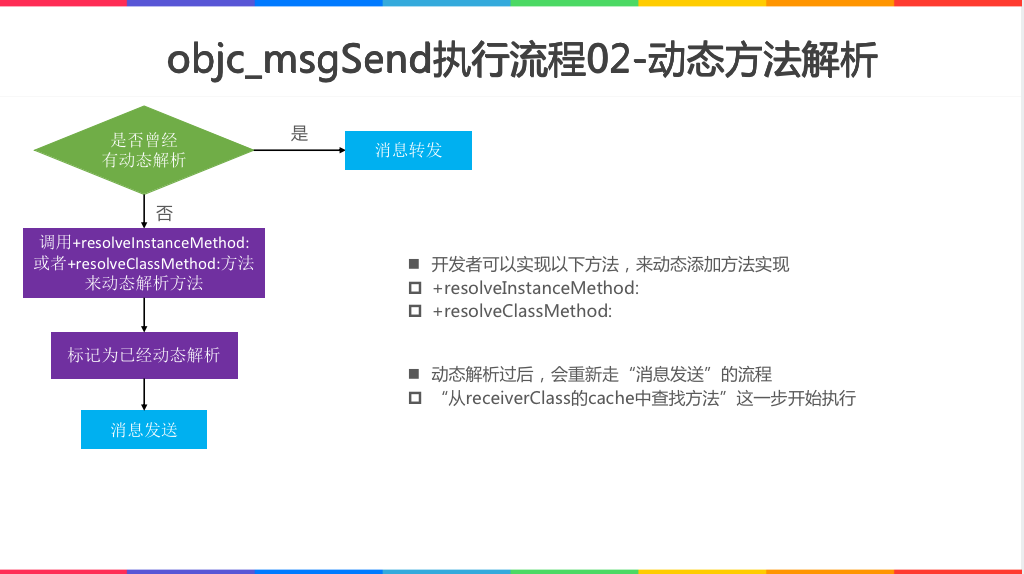 objc_msgSend执行流程02-动态方法解析
是否曾经
有动态解析
是
消息转发
否
调用+resolveInstanceMethod:
或者+resolveClassMethod:方法
来动态解析方法
标记为已经动态解析
消息发送
开发者可以实现以下方法，来动态添加方法实现
+resolveInstanceMethod:
+resolveClassMethod:
动态解析过后，会重新走“消息发送”的流程
“从receiverClass的cache中查找方法”这一步开始执行